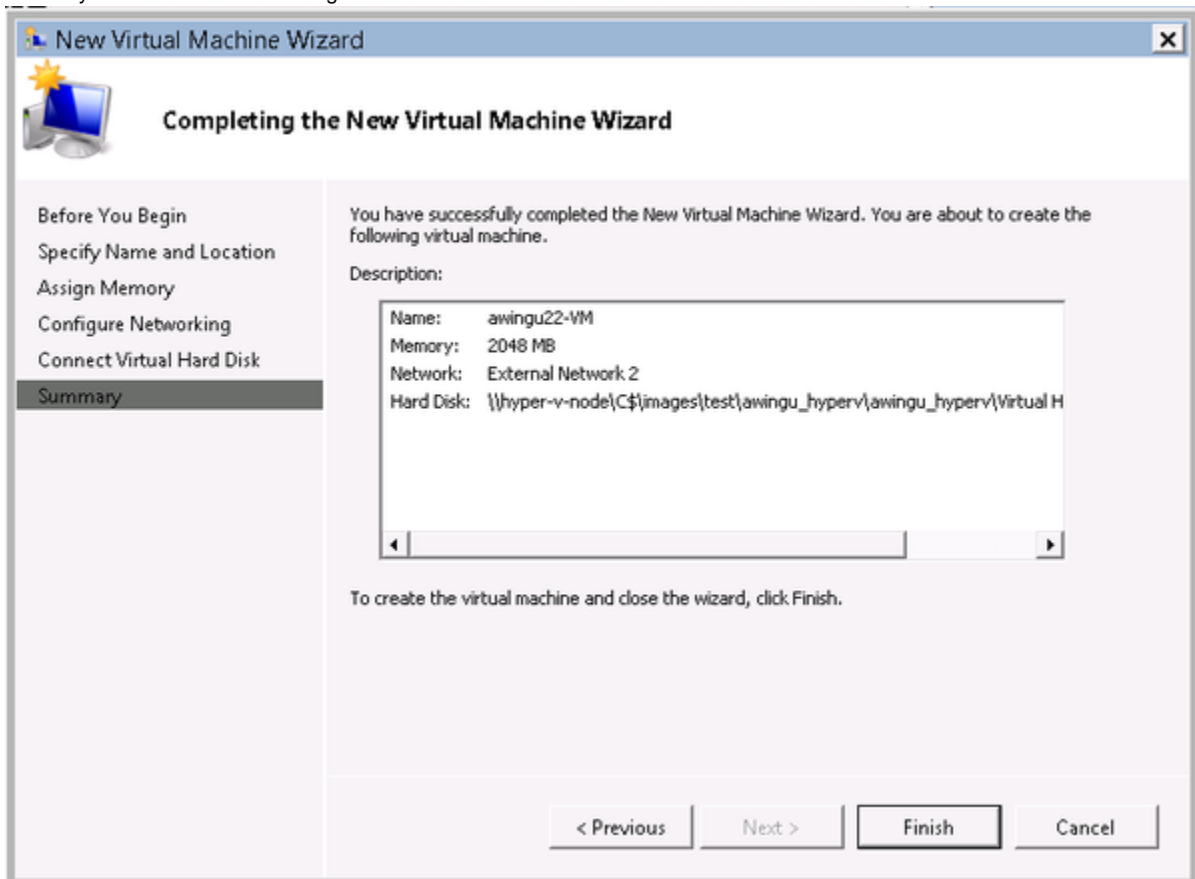 New Virtual Machine Wizard
Completing the New Virtual Machine Wizard
Before You Begin
Specify Name and Location
Assign Memory
Configure Networking
Connect Virtual Hard Disk
Summary
You have successfully completed the New Virtual Machine Wizard. You are about to create the
following virtual machine.
Description:
Name: awingu22-VM
Memory: 2048 MB
Network: External Network 2
Hard Disk: \\hyper-v-node\C$\images\test\awingu_hyperv\awingu_hyperv\Virtual H
To create the virtual machine and close the wizard, click Finish.
< Previous
Next >
Finish
Cancel